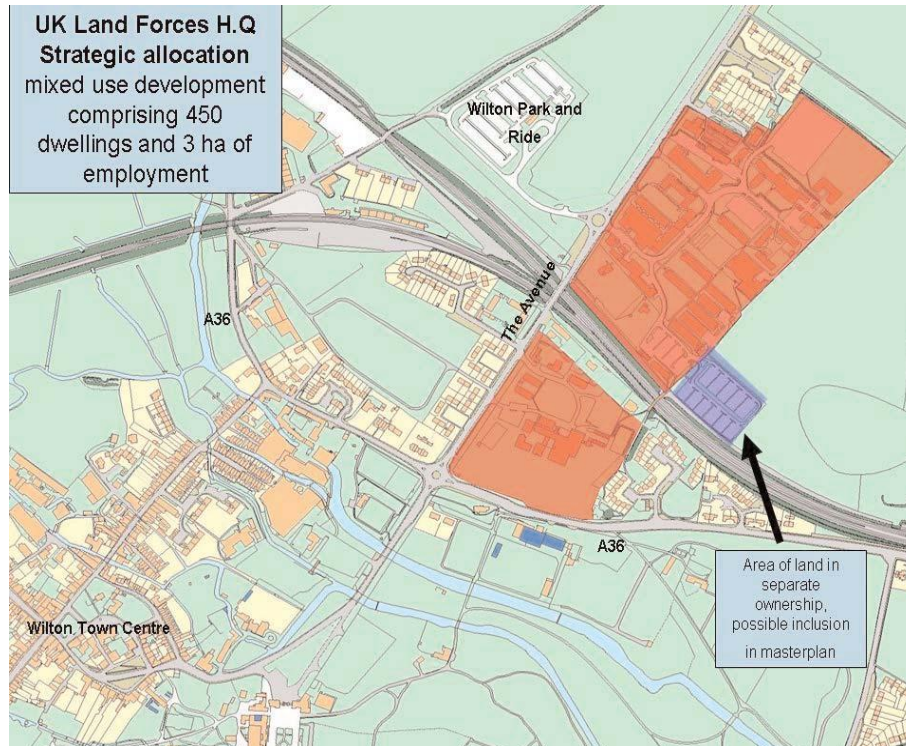 UK Land Forces H.Q
Strategic allocation
mixed use development
comprising 450
dwellings and 3 ha of
employment
Wilton Park and
Ride
The Avenue
A36
A36
Wilton Town Centre
Area of land in
separate
ownership,
possible inclusion
in masterplan